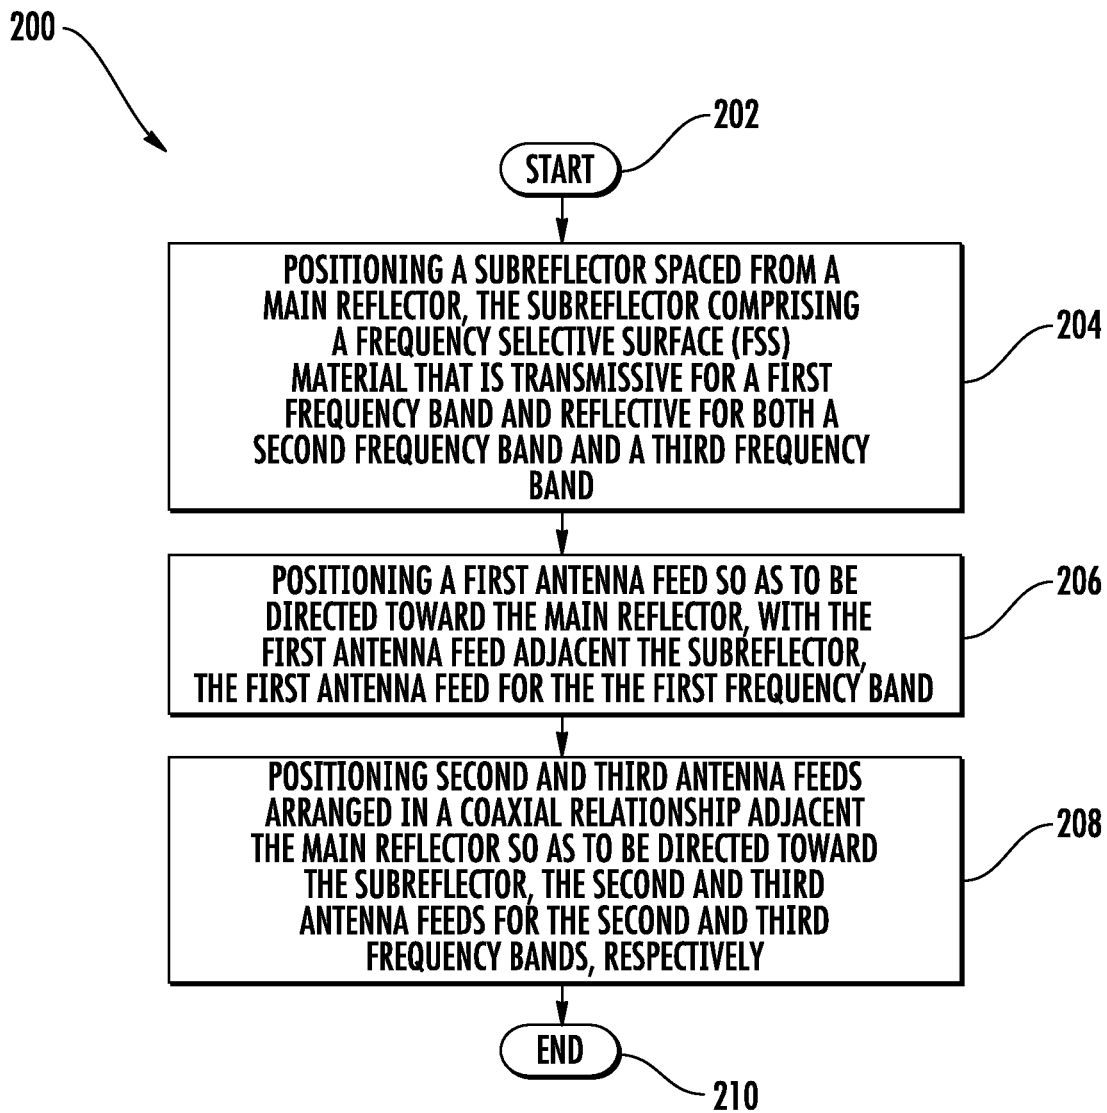 200
202
START
POSITIONING A SUBREFLECTOR SPACED FROM A
MAIN REFLECTOR, THE SUBREFLECTOR COMPRISING
A FREQUENCY SELECTIVE SURFACE (FSS)
MATERIAL THAT IS TRANSMISSIVE FOR A FIRST
FREQUENCY BAND AND REFLECTIVE FOR BOTH A
SECOND FREQUENCY BAND AND A THIRD FREQUENCY
BAND
204
POSITIONING A FIRST ANTENNA FEED SO AS TO BE
DIRECTED TOWARD THE MAIN REFLECTOR, WITH THE
FIRST ANTENNA FEED ADJACENT THE SUBREFLECTOR,
THE FIRST ANTENNA FEED FOR THE THE FIRST FREQUENCY BAND
206
POSITIONING SECOND AND THIRD ANTENNA FEEDS
ARRANGED IN A COAXIAL RELATIONSHIP ADJACENT
THE MAIN REFLECTOR SO AS TO BE DIRECTED TOWARD
THE SUBREFLECTOR, THE SECOND AND THIRD
ANTENNA FEEDS FOR THE SECOND AND THIRD
FREQUENCY BANDS, RESPECTIVELY
208
END
210